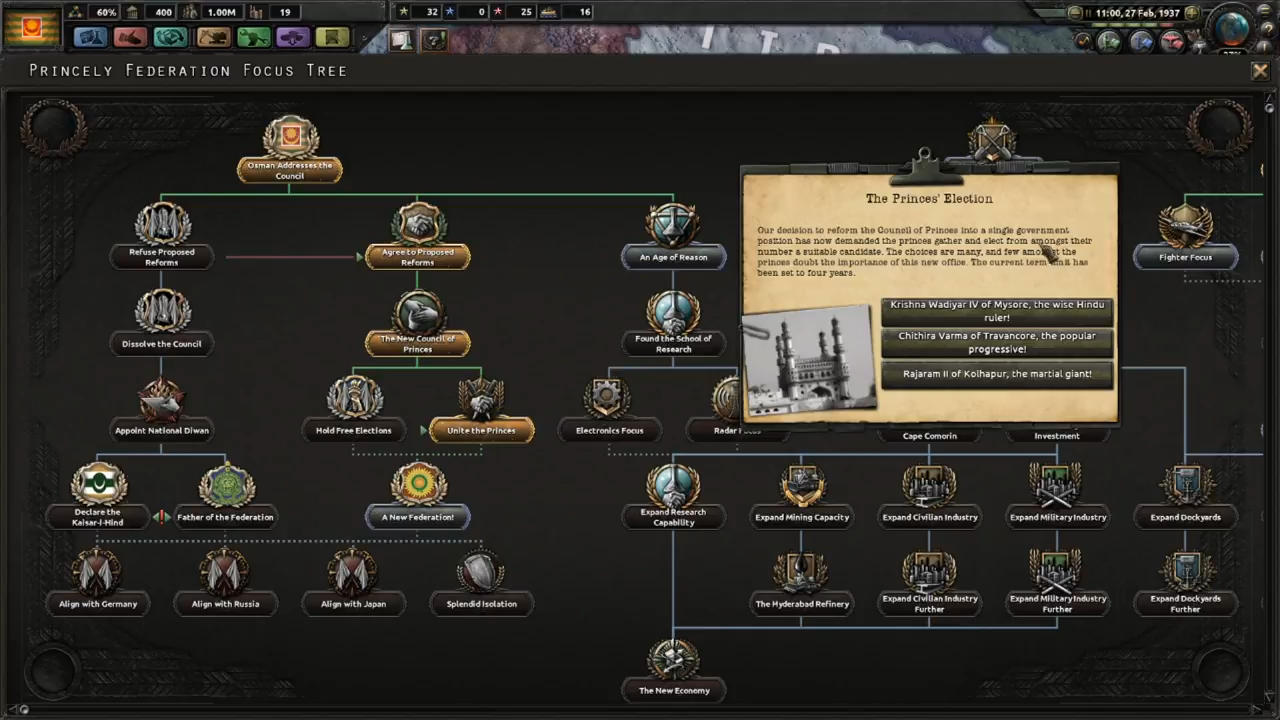 60%
400
1.00M
19
32
0
25
16
11:00, 27 Feb, 1937
Princely Federation Focus Tree
Osman Addresses the
Council
Refuse Proposed
Reforms
Agree to Proposed
Reforms
An Age of Reason
Fighter Focus
The Princes' Election
Our decision to reform the Council of Princes into a single government
position has now demanded the princes gather and elect from amongst their
number a suitable candidate. The choices are many, and few amongst the
princes doubt the importance of this new office. The current term limit has
been set to four years.
Krishna Wadiyar IV of Mysore, the wise Hindu
ruler!
Chithira Varma of Travancore, the popular
progressive!
Rajaram II of Kolhapur, the martial giant!
Dissolve the Council
The New Council of
Princes
Found the School of
Research
Appoint National Diwan
Hold Free Elections
Unite the Princes
Electronics Focus
Radar Focus
Cape Comorin
Investment
Declare the
Kaisar-i-Hind
Father of the Federation
A New Federation!
Expand Research
Capability
Expand Mining Capacity
Expand Civilian Industry
Expand Military Industry
Expand Dockyards
Align with Germany
Align with Russia
Align with Japan
Splendid Isolation
The Hyderabad Refinery
Expand Civilian Industry
Further
Expand Military Industry
Further
Expand Dockyards
Further
The New Economy